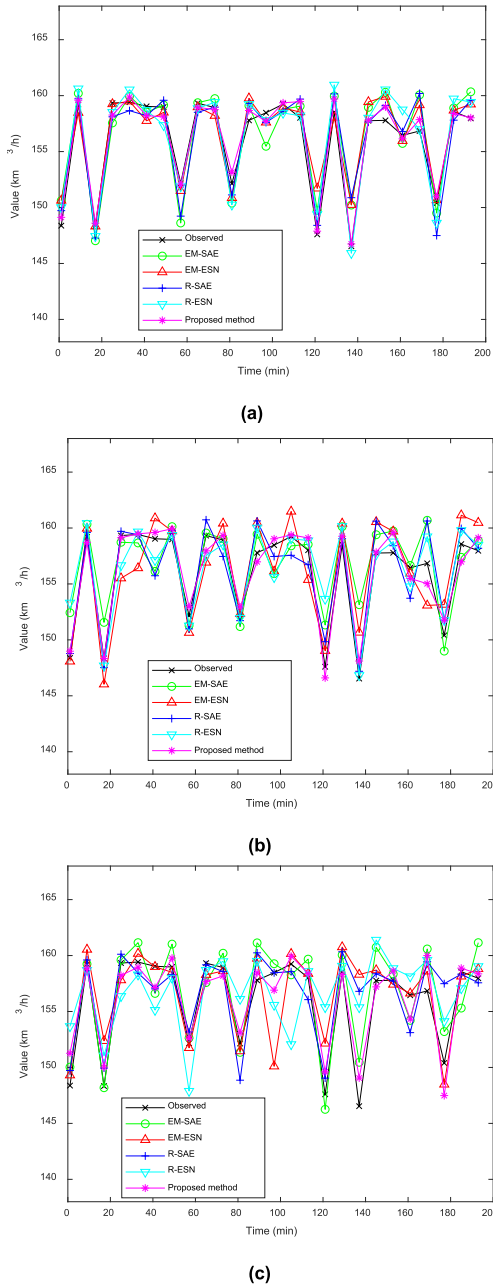 165
160
155
150
145
140
Value (km³/h)
Observed
EM-SAE
EM-ESN
R-SAE
R-ESN
Proposed method
0 20 40 60 80 100 120 140 160 180 200
Time (min)
(a)
165
160
155
150
145
140
Value (km³/h)
Observed
EM-SAE
EM-ESN
R-SAE
R-ESN
Proposed method
0 20 40 60 80 100 120 140 160 180 200
Time (min)
(b)
165
160
155
150
145
140
Value (km³/h)
Observed
EM-SAE
EM-ESN
R-SAE
R-ESN
Proposed method
0 20 40 60 80 100 120 140 160 180 200
Time (min)
(c)